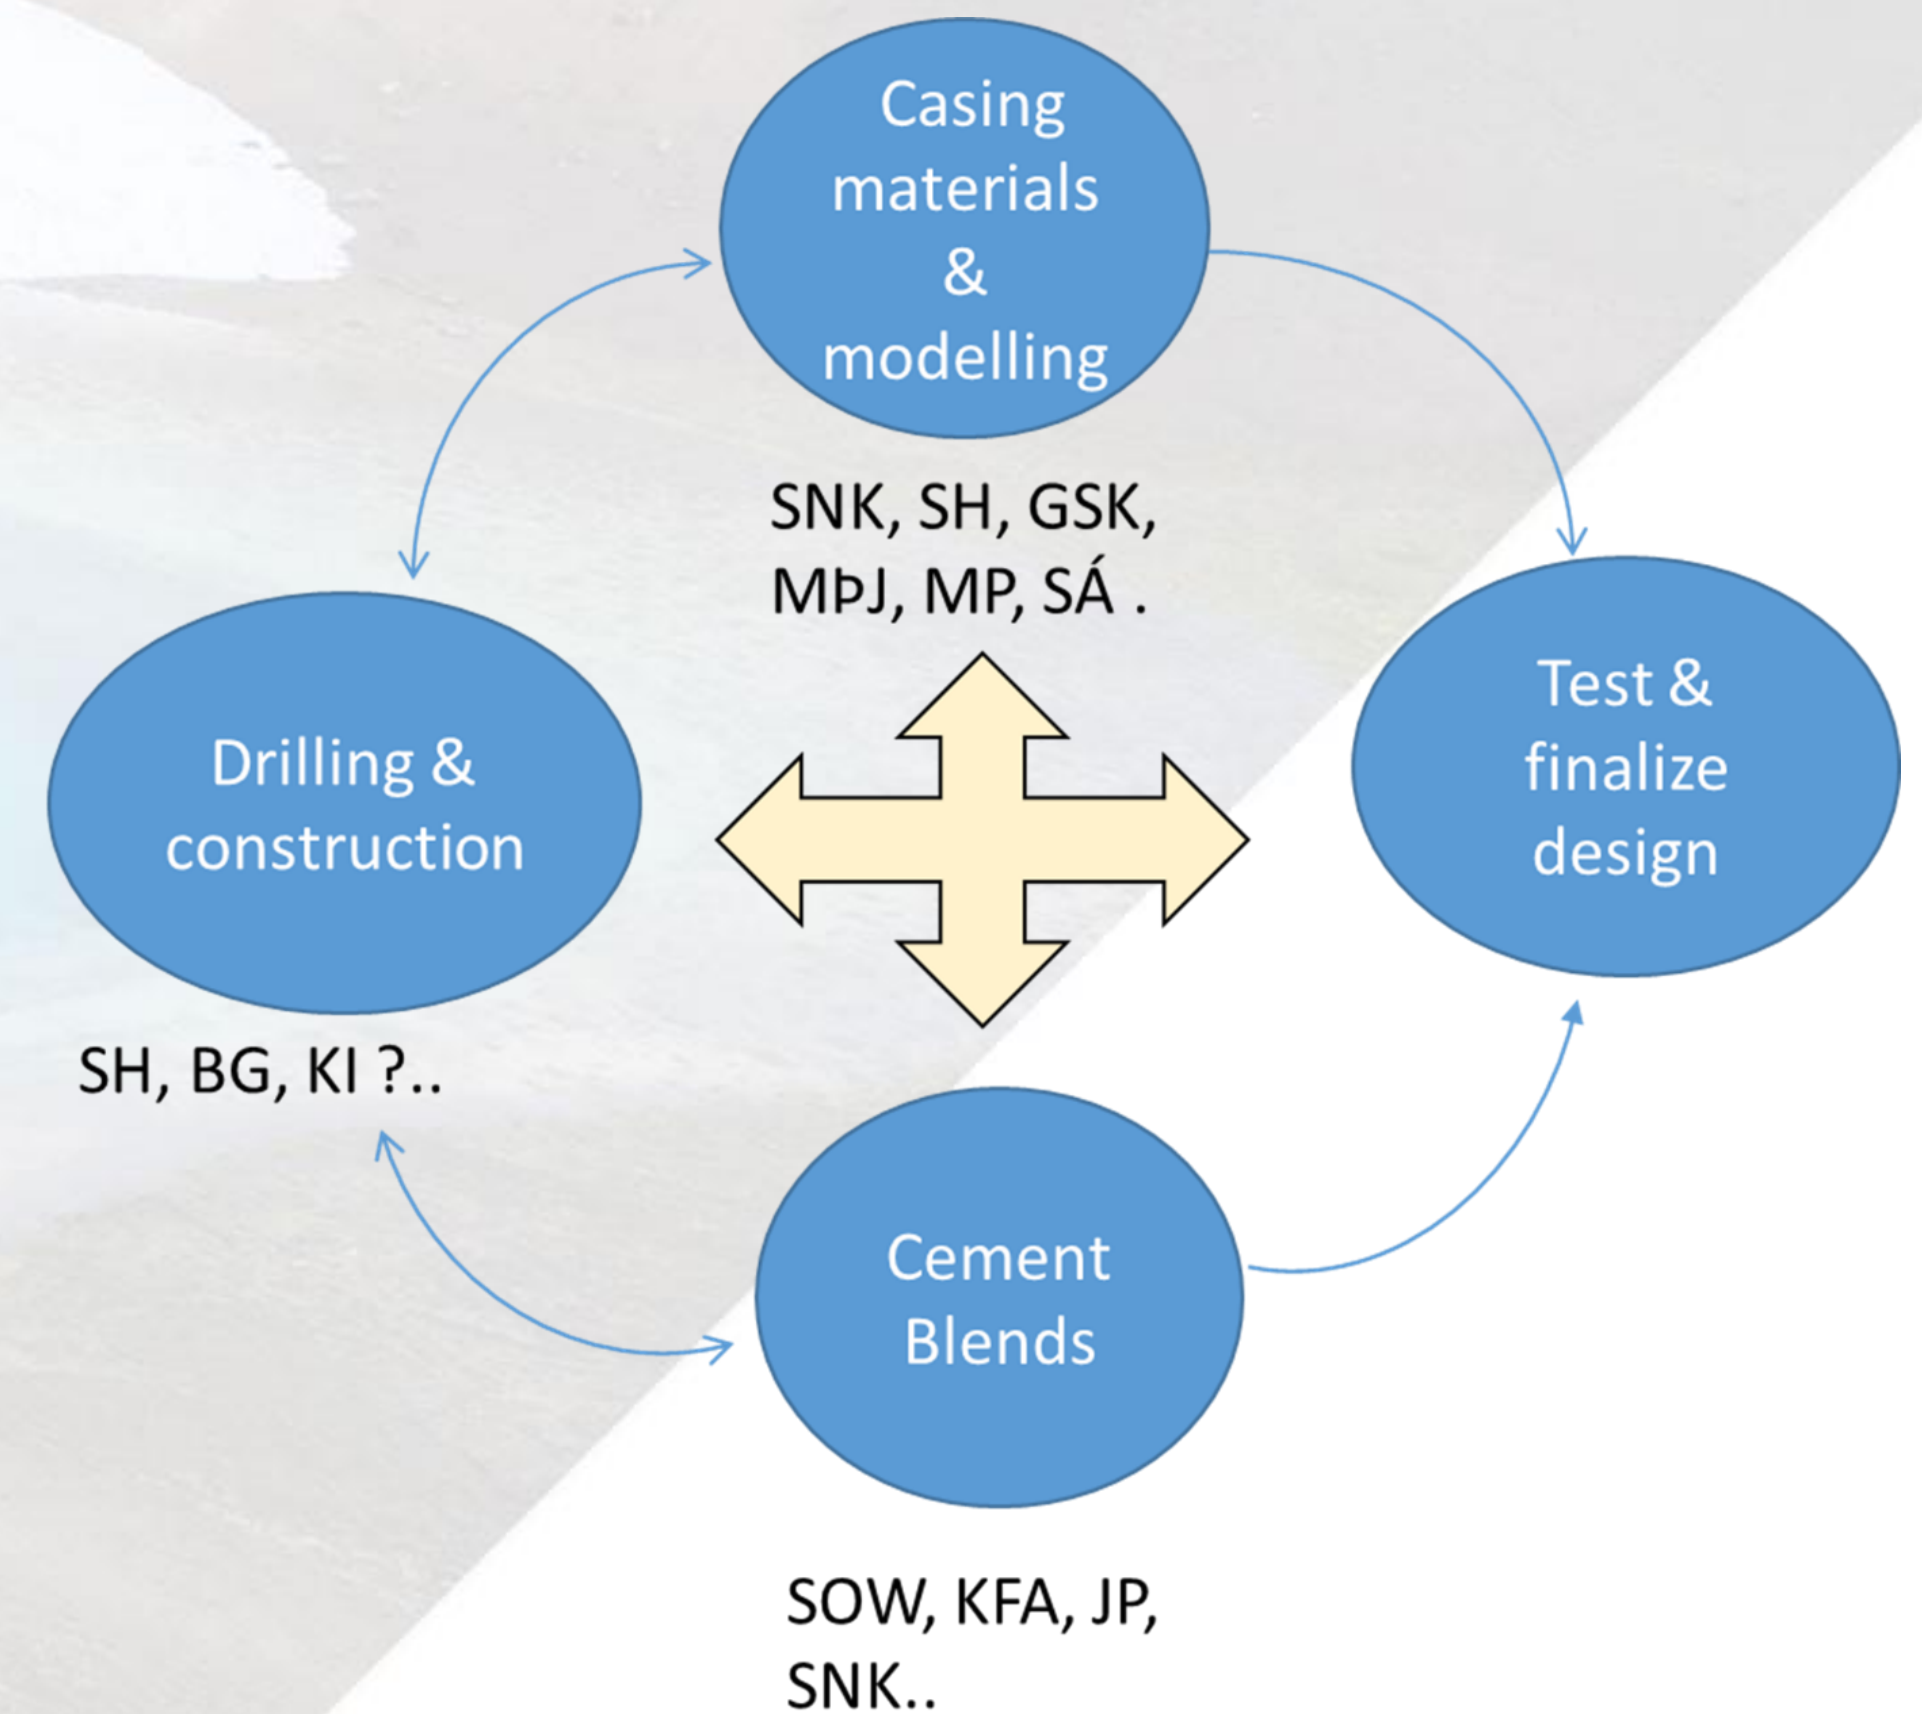 Casing
materials
&
modelling
SNK, SH, GSK,
MÞJ, MP, SÁ .
Test &
finalize
design
Drilling &
construction
SH, BG, KI ?..
Cement
Blends
SOW, KFA, JP,
SNK..